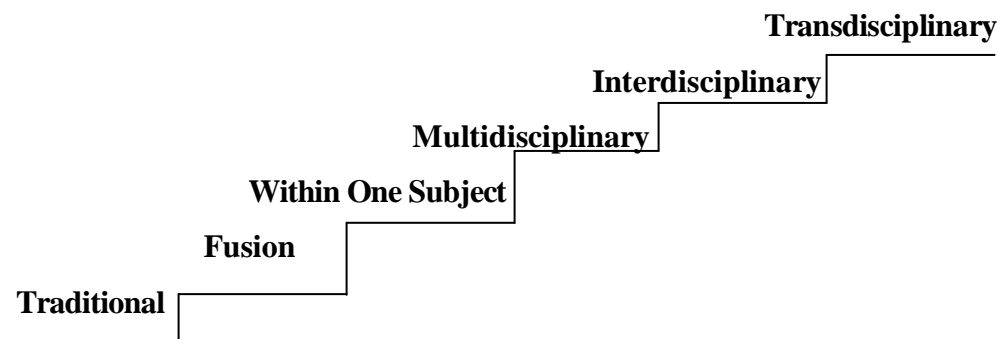 Transdisciplinary
Interdisciplinary
Multidisciplinary
Within One Subject
Fusion
Traditional